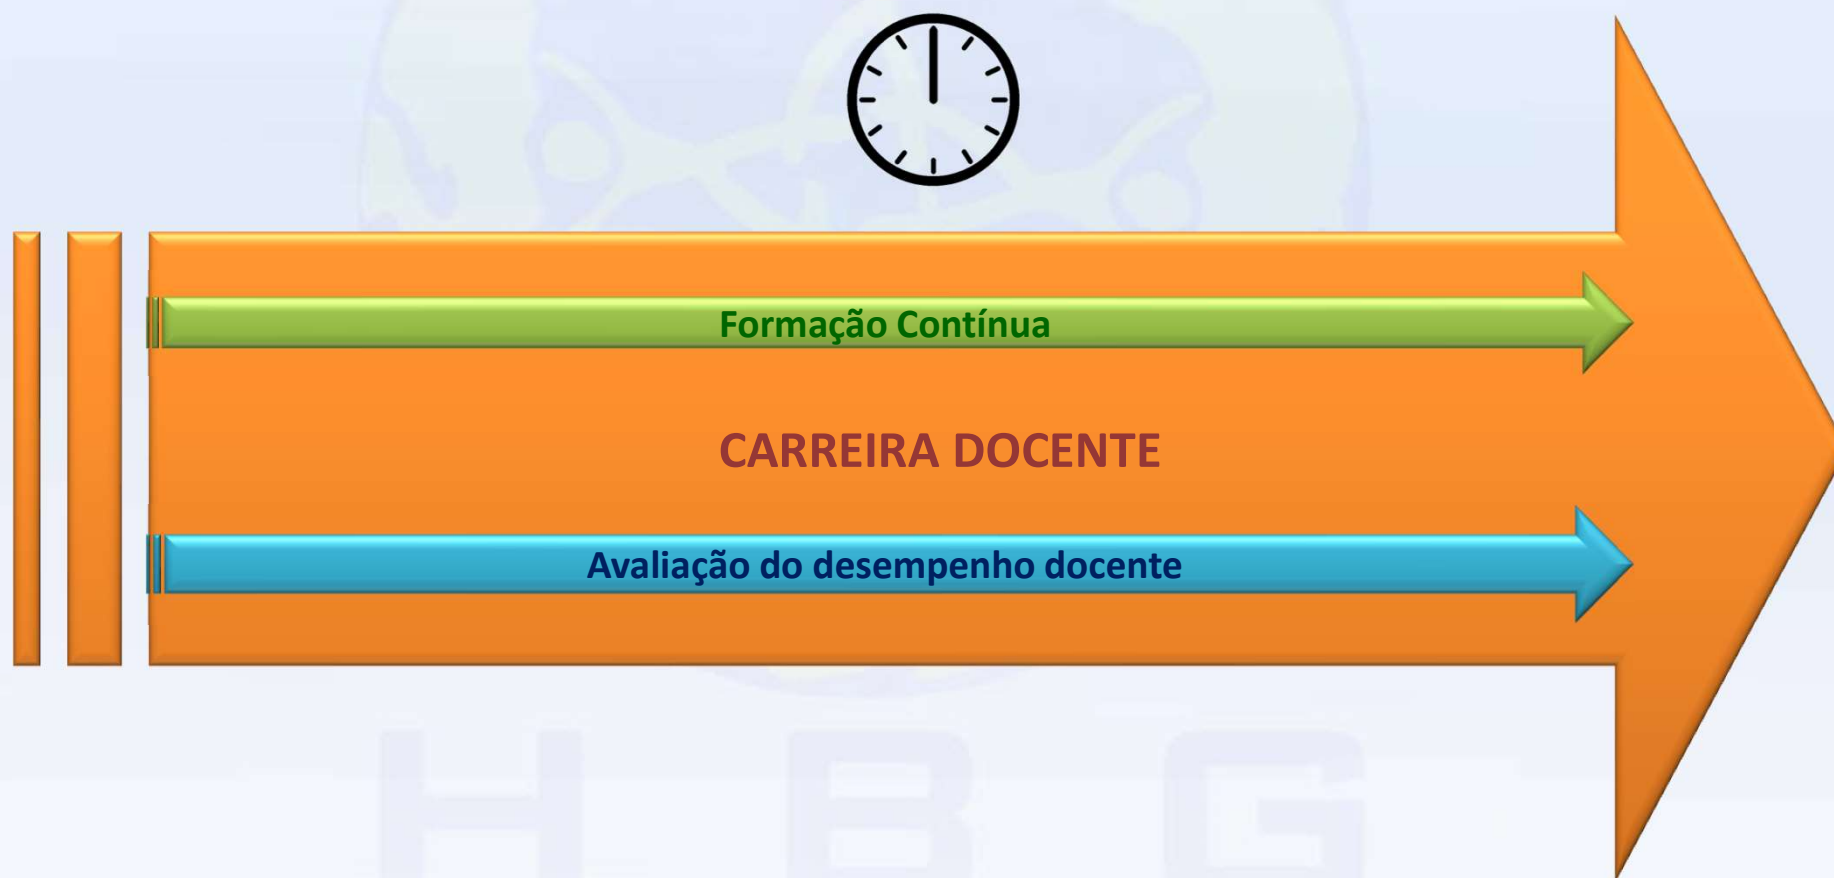 Formação Contínua
CARREIRA DOCENTE
Avaliação do desempenho docente
H B G